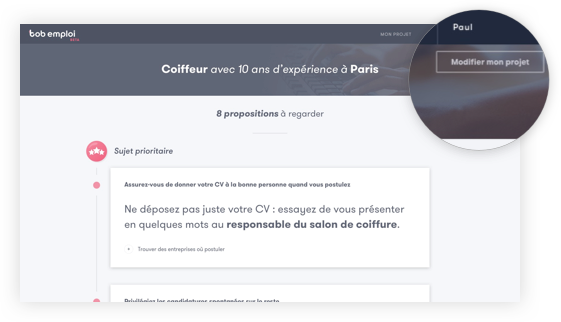 bob emploi
beta
MON PROJET
Paul
Modifier mon projet
Coiffeur avec 10 ans d'expérience à Paris
8 propositions à regarder
Sujet prioritaire
Assurez-vous de donner votre CV à la bonne personne quand vous postulez
Ne déposez pas juste votre CV : essayez de vous présenter
en quelques mots au responsable du salon de coiffure.
Trouver des entreprises où postuler
Privilégiez les candidatures spontanées sur le reste